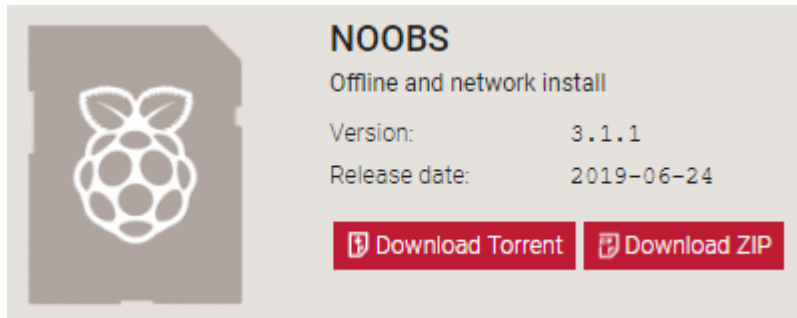 NOOBS
Offline and network install
Version: 3.1.1
Release date: 2019-06-24
Download Torrent Download ZIP